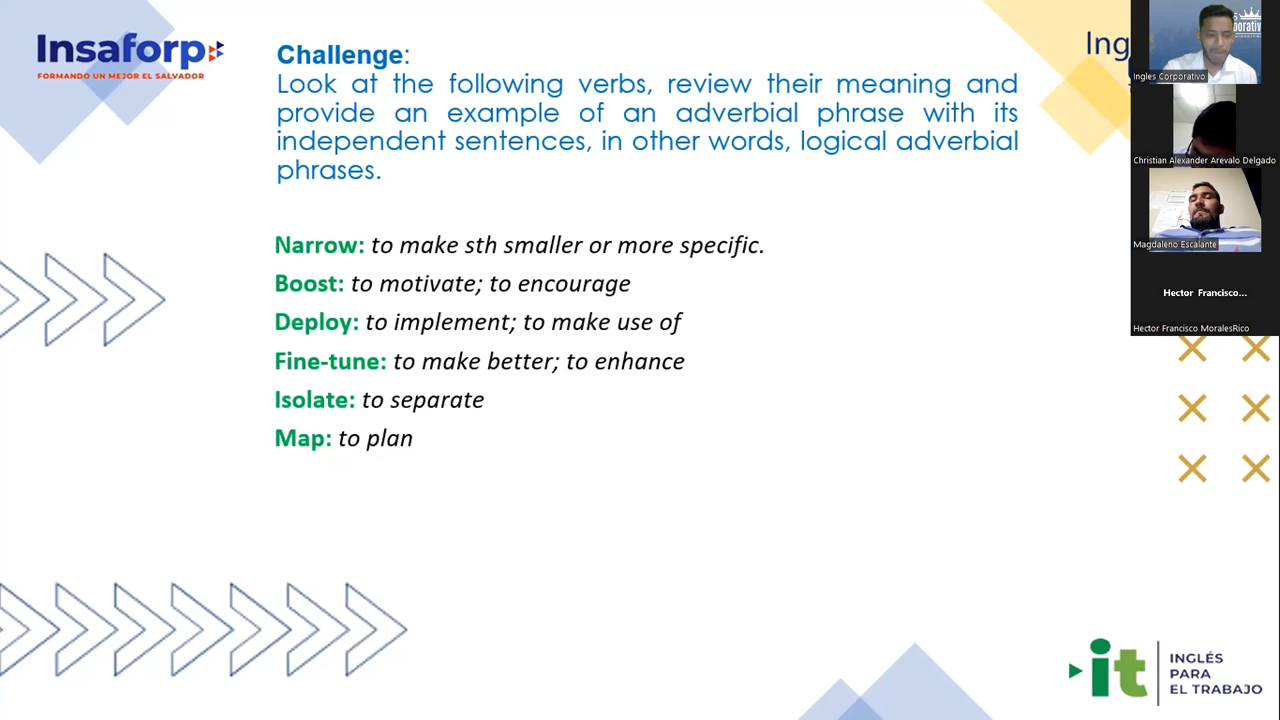 Insaforp
FORMANDO UN MEJOR EL SALVADOR
Challenge:
Look at the following verbs, review their meaning and
provide an example of an adverbial phrase with its
independent sentences, in other words, logical adverbial
phrases.
Narrow: to make sth smaller or more specific.
Boost: to motivate; to encourage
Deploy: to implement; to make use of
Fine-tune: to make better; to enhance
Isolate: to separate
Map: to plan
Ing
Ingles Corporativo
Christian Alexander Arevalo Delgado
Magdaleno Escalante
Hector Francisco...
Hector Francisco MoralesRico
it
INGLÉS
PARA
EL TRABAJO